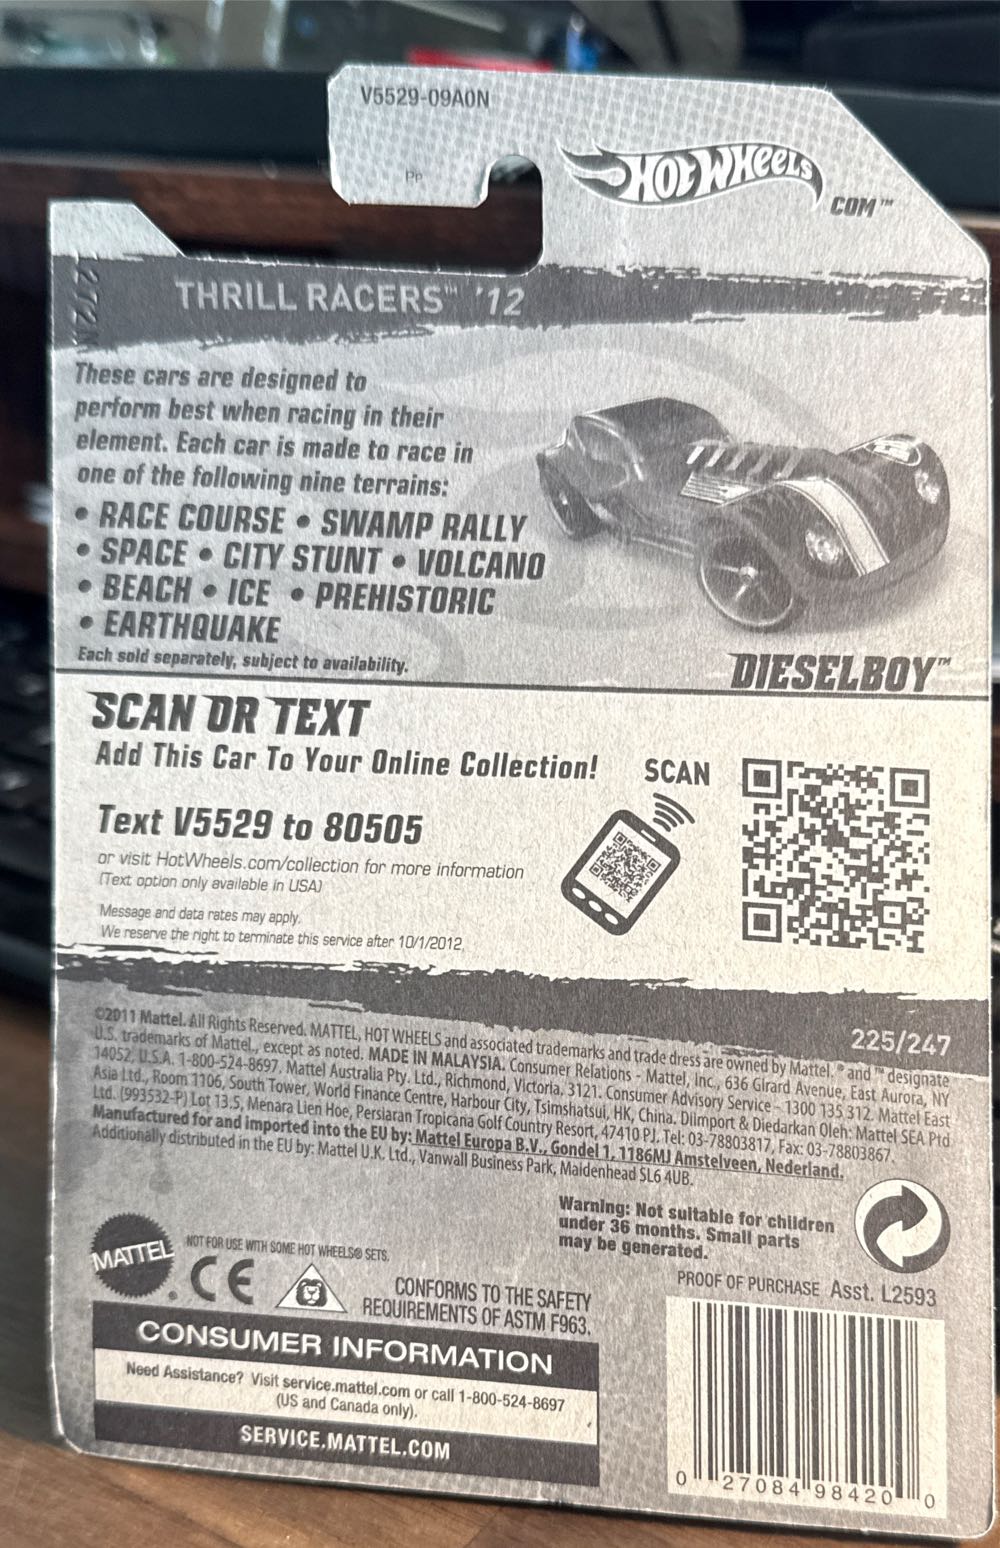 V5529-09A0N
Pp
HOT WHEELS
.COM™
272N
THRILL RACERS™ '12
These cars are designed to
perform best when racing in their
element. Each car is made to race in
one of the following nine terrains:
• RACE COURSE • SWAMP RALLY
• SPACE • CITY STUNT • VOLCANO
• BEACH • ICE • PREHISTORIC
• EARTHQUAKE
Each sold separately, subject to availability.
DIESELBOY™
SCAN OR TEXT
Add This Car To Your Online Collection!
SCAN
Text V5529 to 80505
or visit HotWheels.com/collection for more information
(Text option only available in USA)
Message and data rates may apply.
We reserve the right to terminate this service after 10/1/2012.
225/247
©2011 Mattel. All Rights Reserved. MATTEL, HOT WHEELS and associated trademarks and trade dress are owned by Mattel. ® and ™ designate
U.S. trademarks of Mattel, except as noted. MADE IN MALAYSIA. Consumer Relations - Mattel, Inc., 636 Girard Avenue, East Aurora, NY
14052, U.S.A. 1-800-524-8697. Mattel Australia Pty. Ltd., Richmond, Victoria. 3121. Consumer Advisory Service - 1300 135 312. Mattel East
Asia Ltd., Room 1106, South Tower, World Finance Centre, Harbour City, Tsimshatsui, HK, China. Diimport & Diedarkan Oleh: Mattel SEA Ptd
Ltd. (993532-P) Lot 13.5, Menara Lien Hoe, Persiaran Tropicana Golf Country Resort, 47410 PJ. Tel: 03-78803817, Fax: 03-78803867.
Manufactured for and imported into the EU by: Mattel Europa B.V., Gondel 1, 1186MJ Amstelveen, Nederland.
Additionally distributed in the EU by: Mattel U.K. Ltd., Vanwall Business Park, Maidenhead SL6 4UB.
Warning: Not suitable for children
under 36 months. Small parts
may be generated.
MATTEL
NOT FOR USE WITH SOME HOT WHEELS® SETS.
CE
CONFORMS TO THE SAFETY
REQUIREMENTS OF ASTM F963.
PROOF OF PURCHASE Asst. L2593
CONSUMER INFORMATION
Need Assistance? Visit service.mattel.com or call 1-800-524-8697
(US and Canada only).
SERVICE.MATTEL.COM
0 27084 98420 0